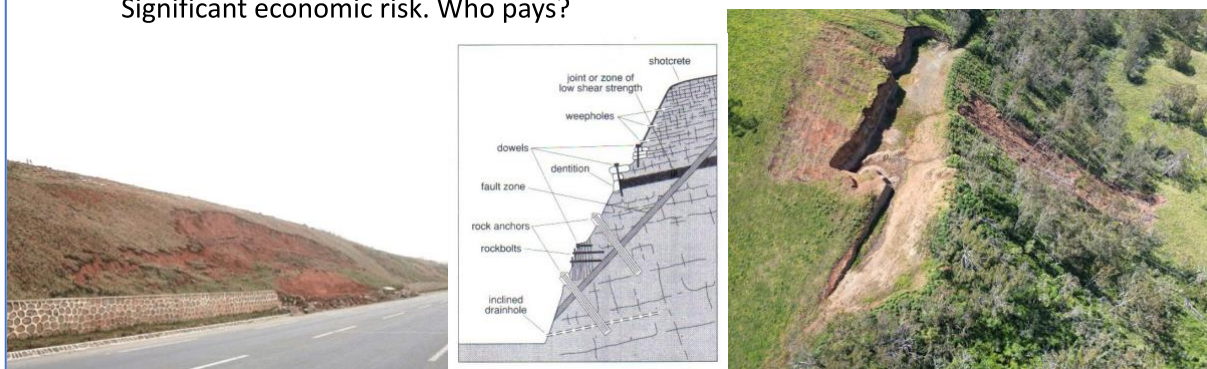 Significant economic risk. Who pays?
shotcrete
joint or zone of
low shear strength
weepholes
dowels
dentition
fault zone
rock anchors
rockbolts
inclined
drainhole